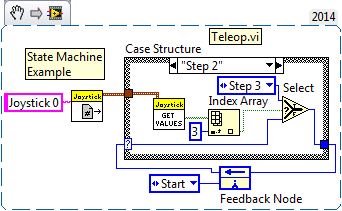 2014
Teleop.vi
State Machine
Example
Case Structure
"Step 2"
Step 3
Select
Joystick 0
Joystick
Joystick
GET
VALUES
Index Array
3
?
#
?
Start
Feedback Node